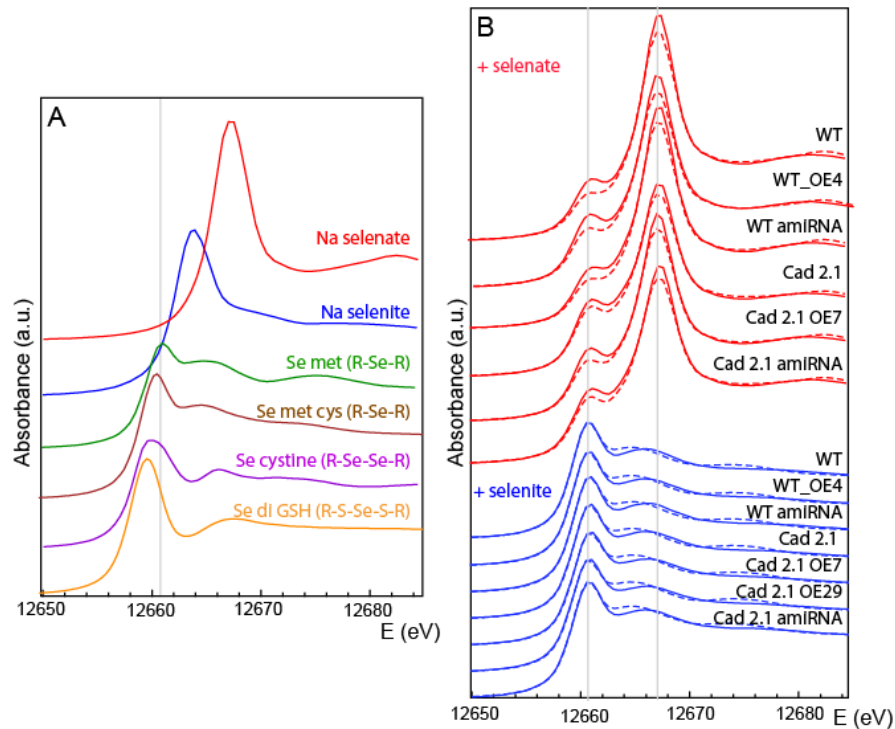 A
Na selenate
Na selenite
Se met (R-Se-R)
Se met cys (R-Se-R)
Se cystine (R-Se-Se-R)
Se di GSH (R-S-Se-S-R)
Absorbance (a.u.)
12650 12660 12670 12680
E (eV)
B
+ selenate
WT
WT_OE4
WT amiRNA
Cad 2.1
Cad 2.1 OE7
Cad 2.1 amiRNA
+ selenite
WT
WT_OE4
WT amiRNA
Cad 2.1
Cad 2.1 OE7
Cad 2.1 OE29
Cad 2.1 amiRNA
Absorbance (a.u.)
12650 12660 12670 12680
E (eV)